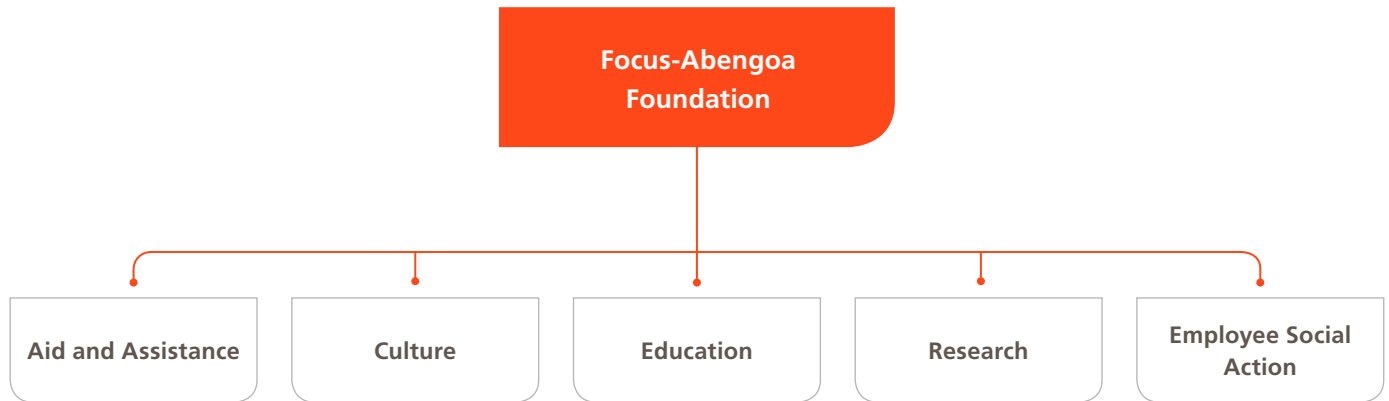 Focus-Abengoa
Foundation
Aid and Assistance
Culture
Education
Research
Employee Social
Action